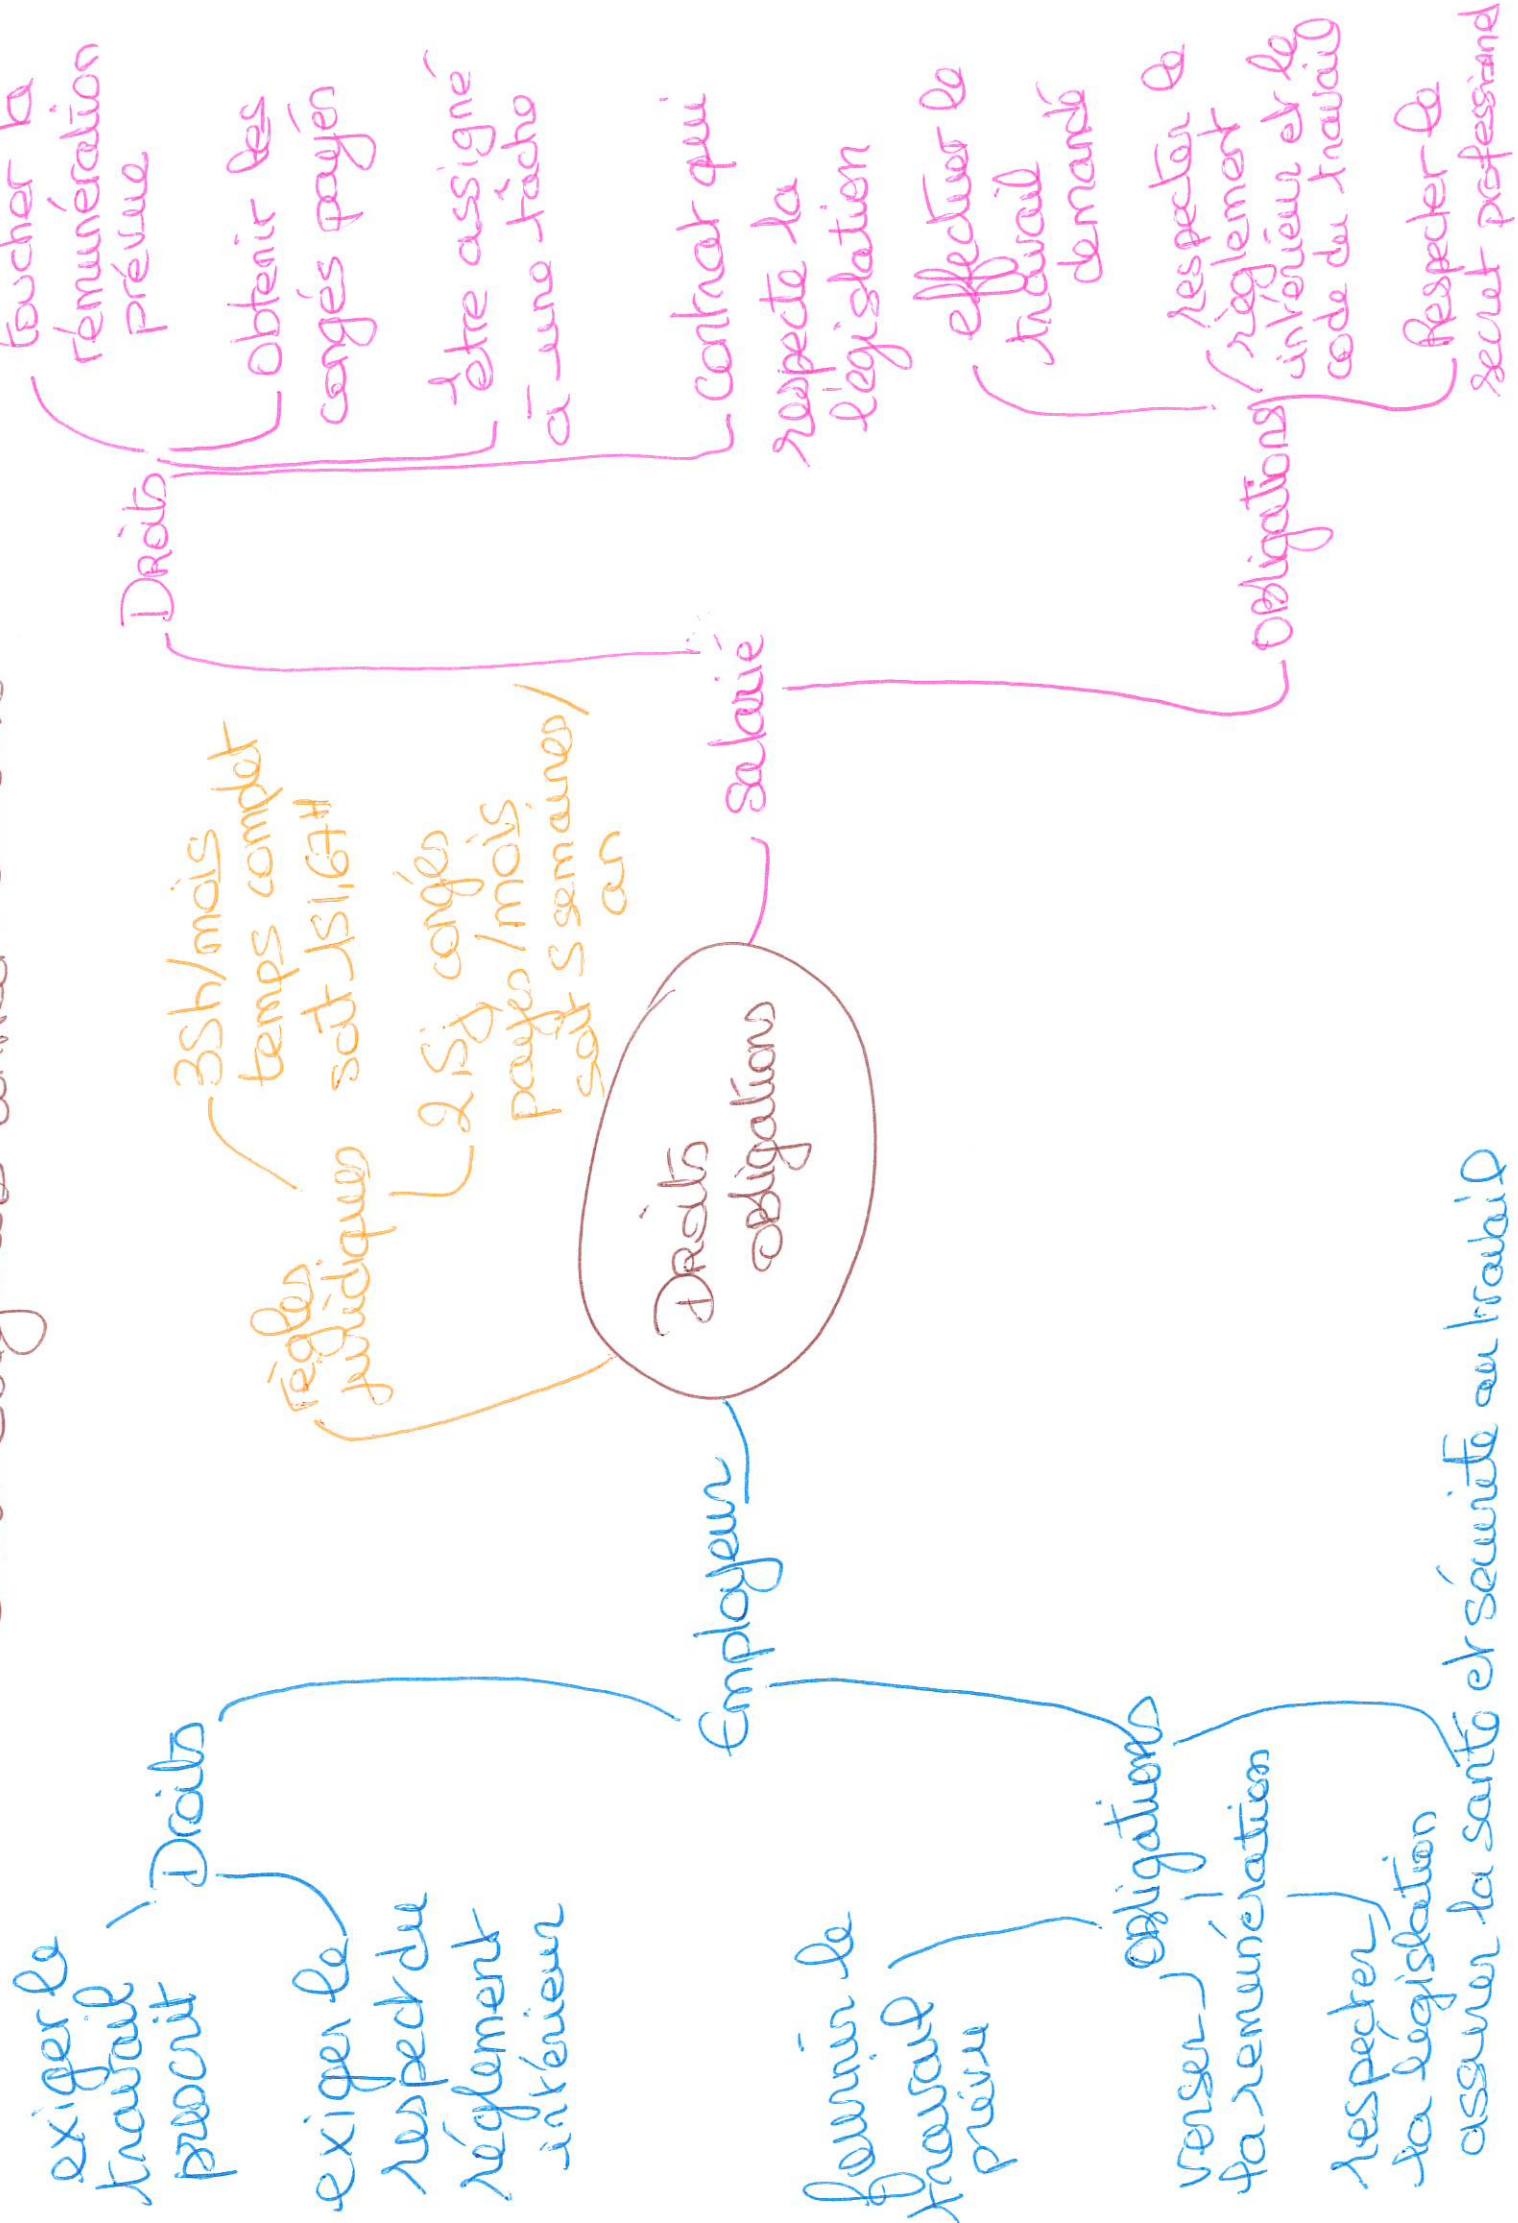 exiger le
travail
prescrit
Droits
exiger le
respect du
règlement
intérieur
Employeur
fournir le
travail
prévu
obligations
verser
la rémunération
respecter
la législation
assurer la santé et sécurité au travail
règles
juridiques
35h/mois
temps complet
soit 151,67H
2,5j congés
payés/mois
soit 5 semaines/
an
Droits
obligations
Salarié
Droits
toucher la
rémunération
prévue
obtenir les
congés payés
être assigné
à une tâche
contrat qui
respecte la
législation
obligations
effectuer le
travail
demandé
respecter le
règlement
intérieur et le
code du travail
Respecter le
secret professionnel